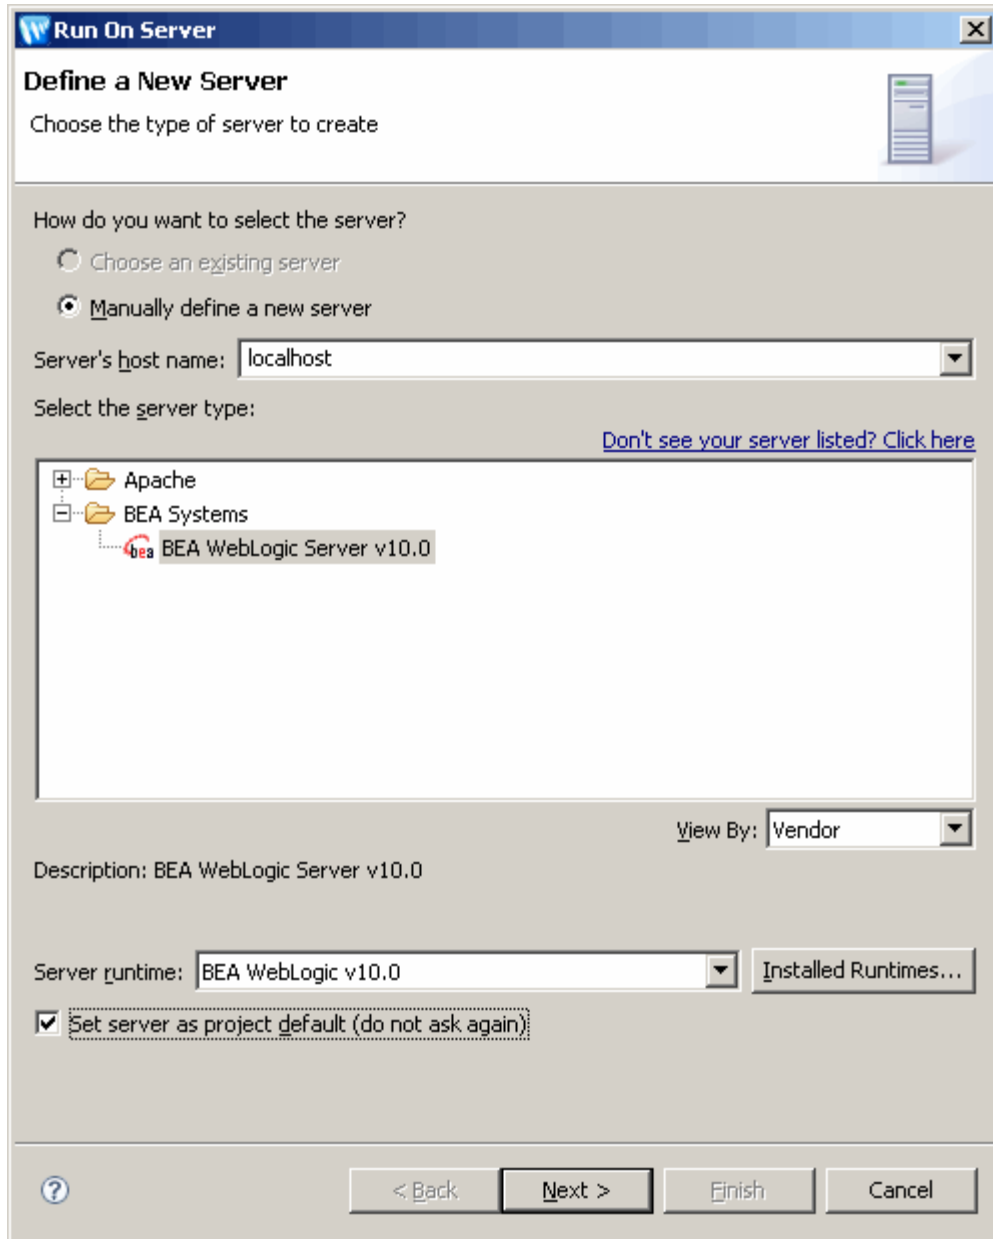 Run On Server
Define a New Server
Choose the type of server to create
How do you want to select the server?
Choose an existing server
Manually define a new server
Server's host name: localhost
Select the server type:
Don't see your server listed? Click here
Apache
BEA Systems
bea BEA WebLogic Server v10.0
View By: Vendor
Description: BEA WebLogic Server v10.0
Server runtime: BEA WebLogic v10.0 Installed Runtimes...
Set server as project default (do not ask again)
? < Back Next > Finish Cancel